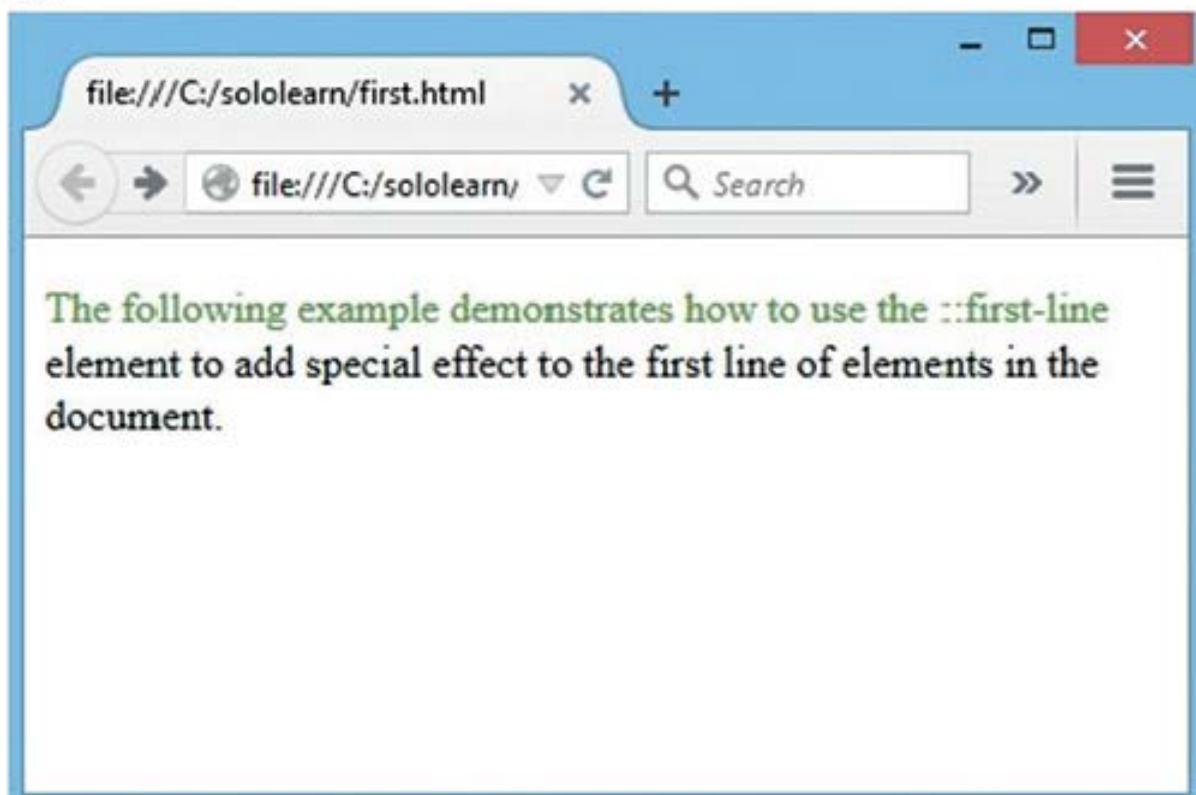 file:///C:/sololearn/first.html
file:///C:/sololearn/
Search
The following example demonstrates how to use the ::first-line
element to add special effect to the first line of elements in the
document.